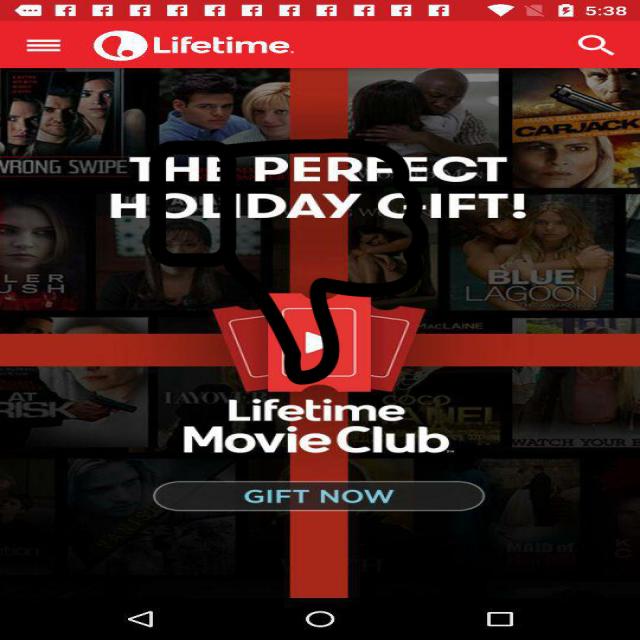 5:38
Lifetime
WRONG SWIPE
CARJACK
THE PERFECT
HOLIDAY GIFT!
BLUE
LAGOON
MACLAINE
AT
RISK
COCO
Lifetime
Movie Club
WATCH YOUR
GIFT NOW
MAID of